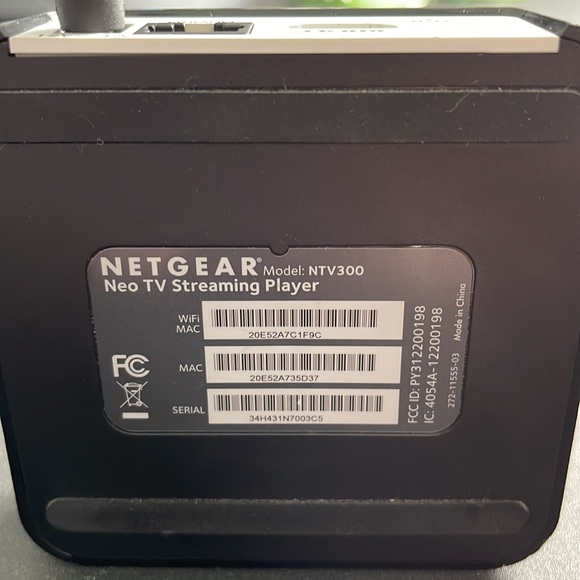 NETGEAR® Model: NTV300
Neo TV Streaming Player
WiFi
MAC
20E52A7C1F9C
MAC
20E52A735D37
SERIAL
34H431N7003C5
FC
FCC ID: PY312200198
IC: 4054A-12200198
272-11555-03
Made in China